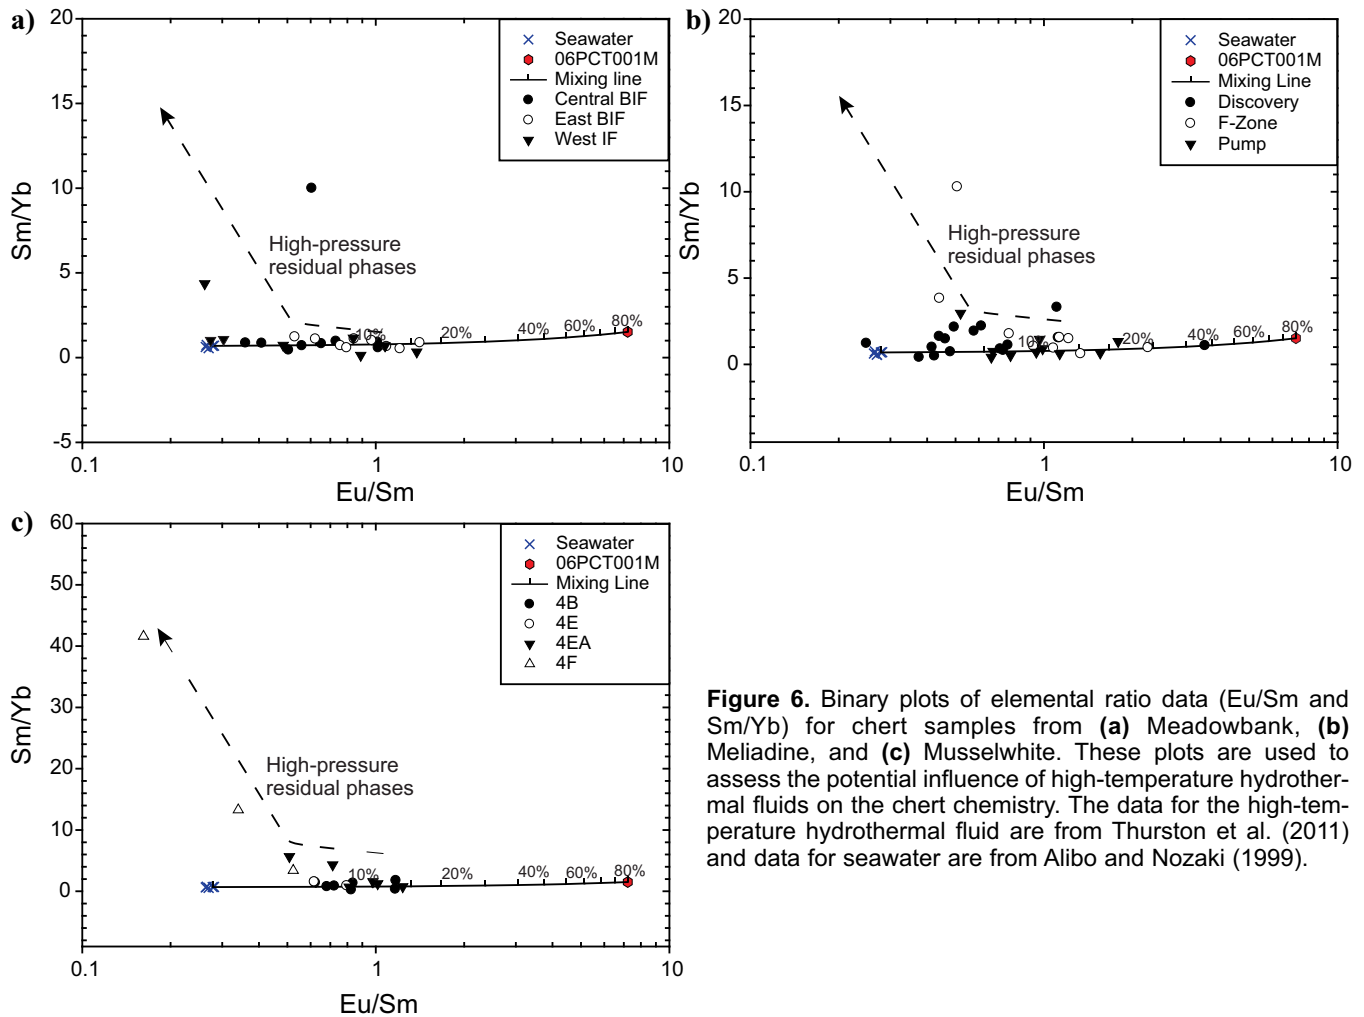 a)
20
15
10
5
0
-5
0.1
1
10
Sm/Yb
Eu/Sm
Seawater
06PCT001M
Mixing line
Central BIF
East BIF
West IF
High-pressure
residual phases
10%
20%
40%
60%
80%
b)
20
15
10
5
0
0.1
1
10
Sm/Yb
Eu/Sm
Seawater
06PCT001M
Mixing Line
Discovery
F-Zone
Pump
High-pressure
residual phases
10%
20%
40%
60%
80%
c)
60
50
40
30
20
10
0
0.1
1
10
Sm/Yb
Eu/Sm
Seawater
06PCT001M
Mixing Line
4B
4E
4EA
4F
High-pressure
residual phases
10%
20%
40%
60%
80%
Figure 6. Binary plots of elemental ratio data (Eu/Sm and
Sm/Yb) for chert samples from (a) Meadowbank, (b)
Meliadine, and (c) Musselwhite. These plots are used to
assess the potential influence of high-temperature hydrother-
mal fluids on the chert chemistry. The data for the high-tem-
perature hydrothermal fluid are from Thurston et al. (2011)
and data for seawater are from Alibo and Nozaki (1999).